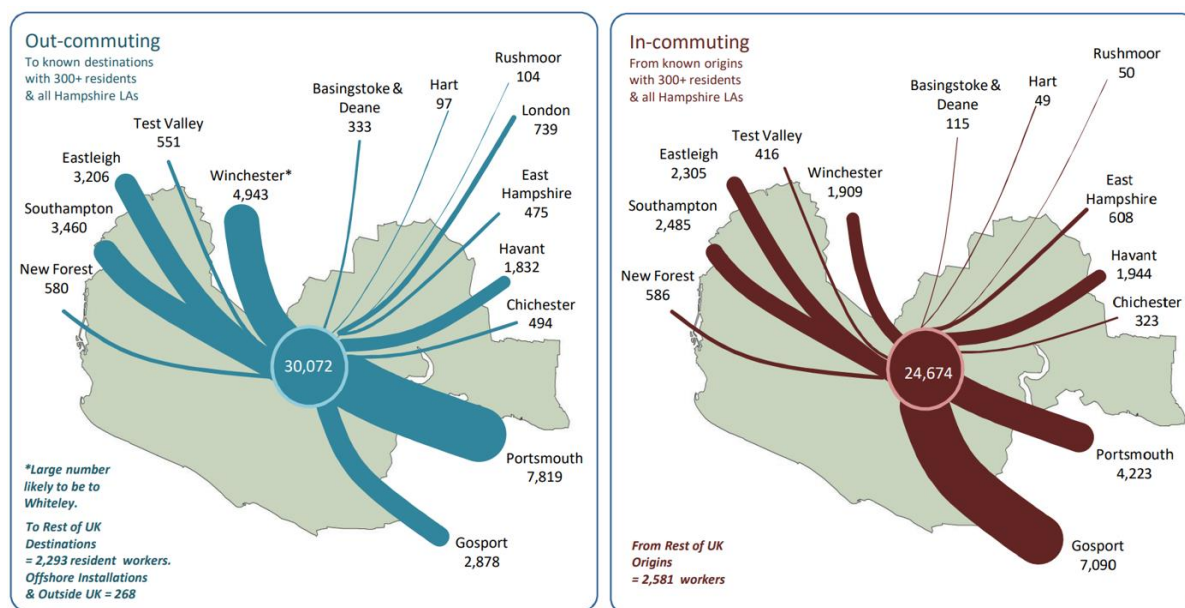 Out-commuting
To known destinations
with 300+ residents
& all Hampshire LAs
Rushmoor
104
Hart
97
Basingstoke &
Deane
333
London
739
Test Valley
551
Eastleigh
3,206
Winchester*
4,943
East
Hampshire
475
Southampton
3,460
Havant
1,832
New Forest
580
Chichester
494
30,072
Portsmouth
7,819
Gosport
2,878
*Large number
likely to be to
Whiteley.
To Rest of UK
Destinations
= 2,293 resident workers.
Offshore Installations
& Outside UK = 268
In-commuting
From known origins
with 300+ residents
& all Hampshire LAs
Rushmoor
50
Hart
49
Basingstoke &
Deane
115
Test Valley
416
Eastleigh
2,305
Winchester
1,909
East
Hampshire
608
Southampton
2,485
Havant
1,944
New Forest
586
Chichester
323
24,674
Portsmouth
4,223
Gosport
7,090
From Rest of UK
Origins
= 2,581 workers